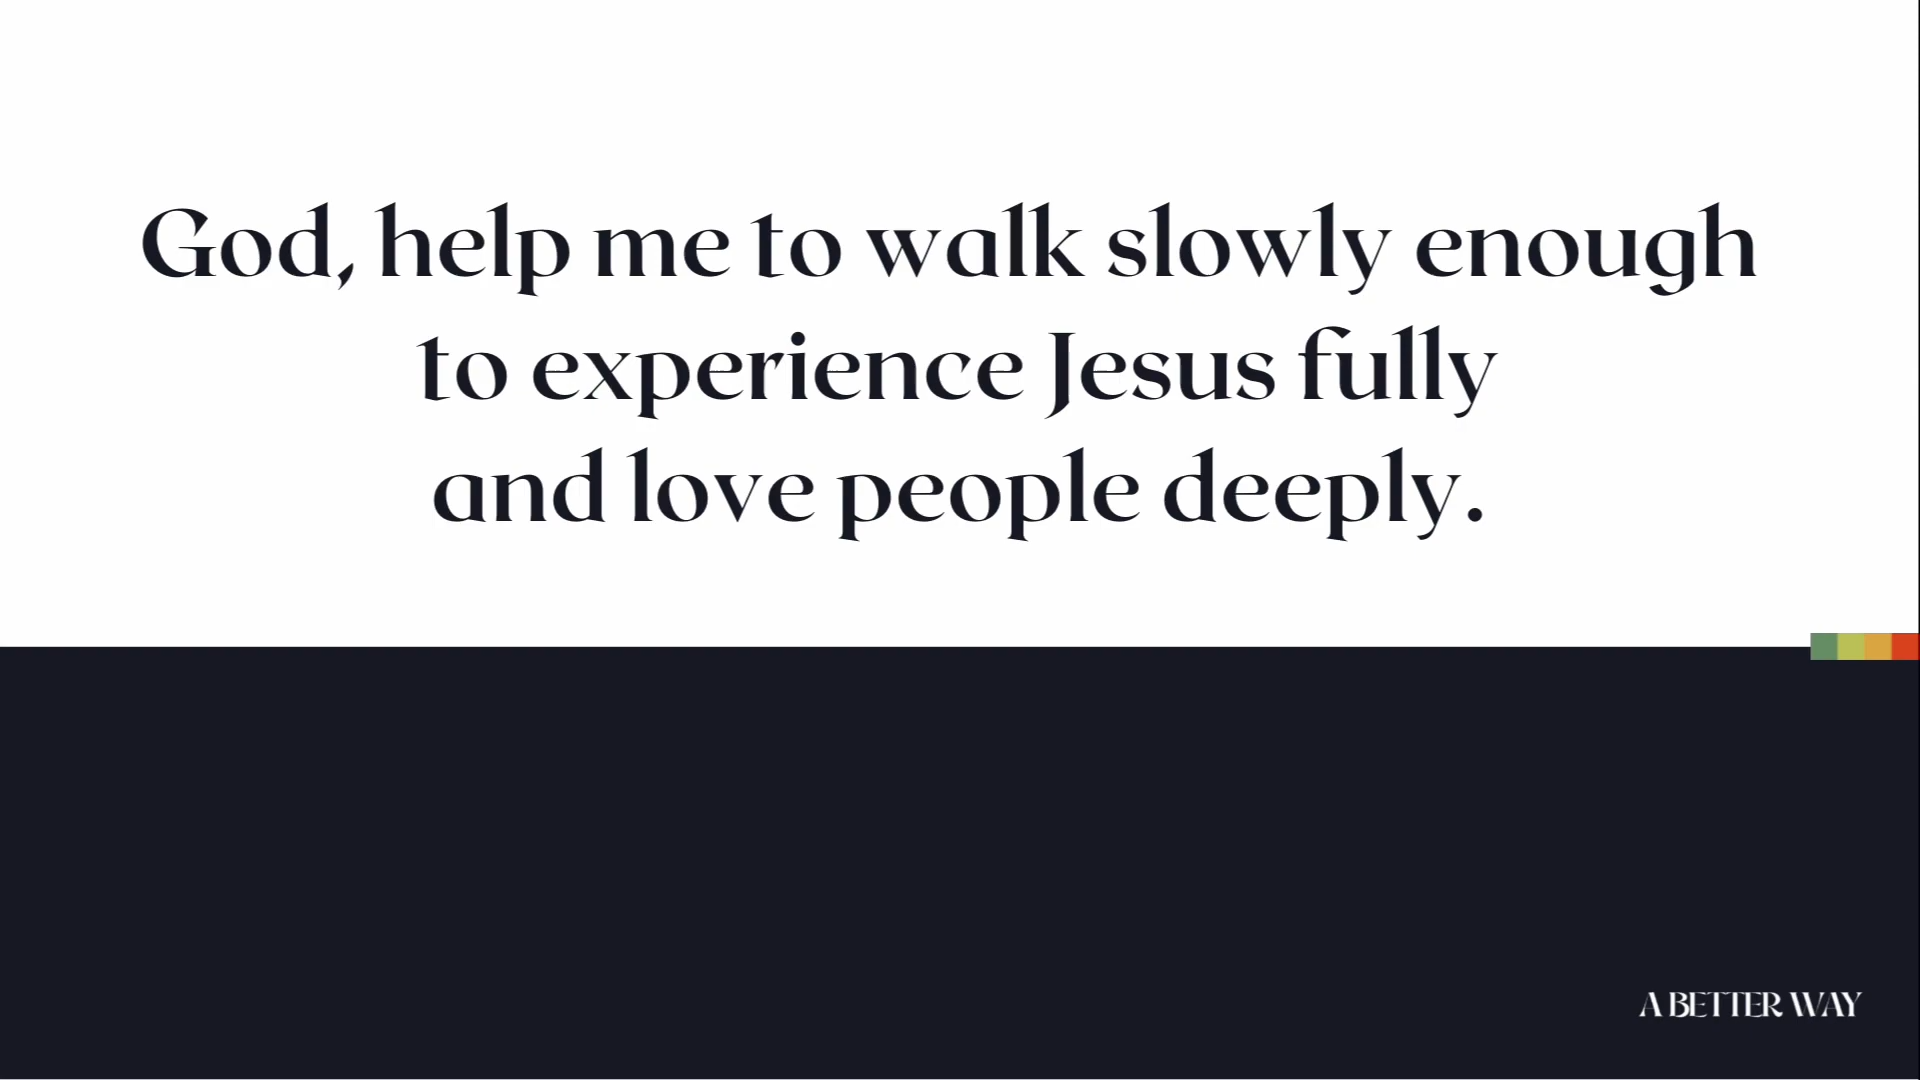 God, help me to walk slowly enough
to experience Jesus fully
and love people deeply.
A BETTER WAY